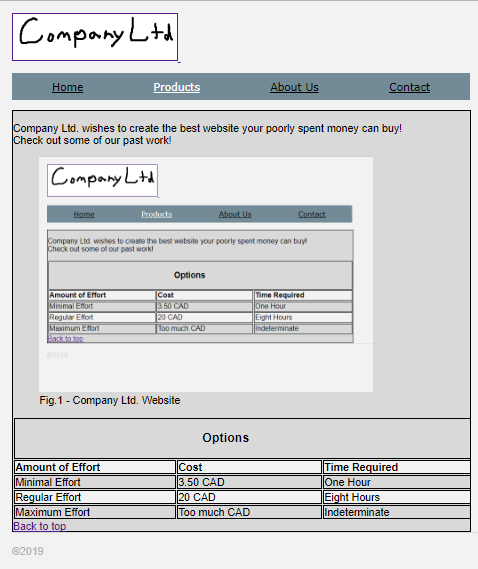 Company Ltd
Home Products About Us Contact
Company Ltd. wishes to create the best website your poorly spent money can buy!
Check out some of our past work!
Company Ltd
Home Products About Us Contact
Company Ltd. wishes to create the best website your poorly spent money can buy!
Check out some of our past work!
Options
Amount of Effort Cost Time Required
Minimal Effort 3.50 CAD One Hour
Regular Effort 20 CAD Eight Hours
Maximum Effort Too much CAD Indeterminate
Back to top
©2019
Fig.1 - Company Ltd. Website
Options
Amount of Effort Cost Time Required
Minimal Effort 3.50 CAD One Hour
Regular Effort 20 CAD Eight Hours
Maximum Effort Too much CAD Indeterminate
Back to top
©2019